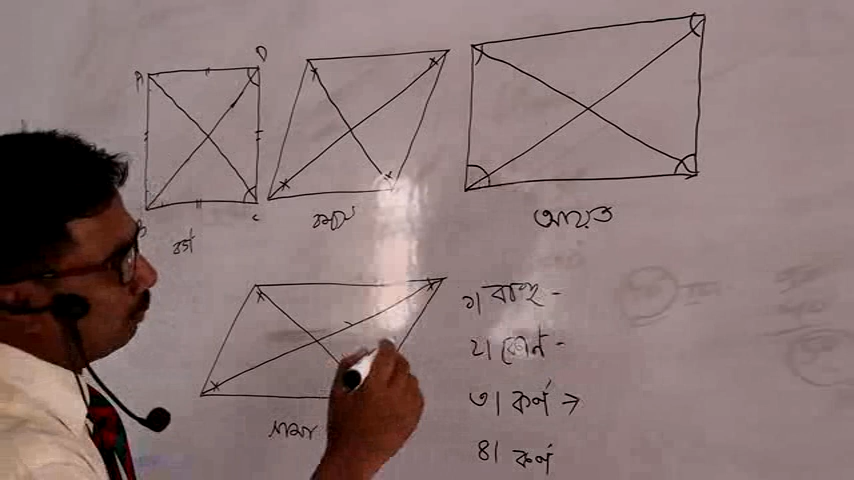 A D
B C
বর্গ
রম্বস
আয়ত
সামা
১। বাহু -
২। কোন -
৩। কর্ণ →
৪। কর্ণ